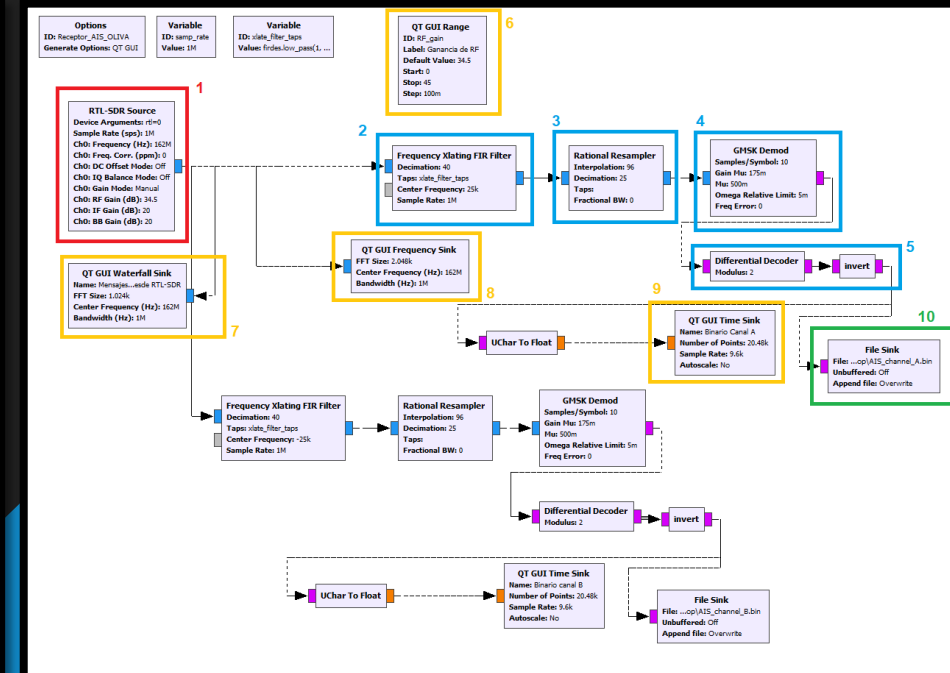 Options
ID: Receptor_AIS_OLIVA
Generate Options: QT GUI
Variable
ID: samp_rate
Value: 1M
Variable
ID: xlate_filter_taps
Value: firdes.low_pass(1, ...
6
QT GUI Range
ID: RF_gain
Label: Ganancia de RF
Default Value: 34.5
Start: 0
Stop: 45
Step: 100m
1
RTL-SDR Source
Device Arguments: rtl=0
Sample Rate (sps): 1M
Ch0: Frequency (Hz): 162M
Ch0: Freq. Corr. (ppm): 0
Ch0: DC Offset Mode: Off
Ch0: IQ Balance Mode: Off
Ch0: Gain Mode: Manual
Ch0: RF Gain (dB): 34.5
Ch0: IF Gain (dB): 20
Ch0: BB Gain (dB): 20
2
Frequency Xlating FIR Filter
Decimation: 40
Taps: xlate_filter_taps
Center Frequency: 25k
Sample Rate: 1M
3
Rational Resampler
Interpolation: 96
Decimation: 25
Taps:
Fractional BW: 0
4
GMSK Demod
Samples/Symbol: 10
Gain Mu: 175m
Mu: 500m
Omega Relative Limit: 5m
Freq Error: 0
5
Differential Decoder
Modulus: 2
invert
QT GUI Frequency Sink
FFT Size: 2.048k
Center Frequency (Hz): 162M
Bandwidth (Hz): 1M
8
QT GUI Waterfall Sink
Name: Mensajes...esde RTL-SDR
FFT Size: 1.024k
Center Frequency (Hz): 162M
Bandwidth (Hz): 1M
7
UChar To Float
9
QT GUI Time Sink
Name: Binario Canal A
Number of Points: 20.48k
Sample Rate: 9.6k
Autoscale: No
10
File Sink
File: ...op\AIS_channel_A.bin
Unbuffered: Off
Append file: Overwrite
Frequency Xlating FIR Filter
Decimation: 40
Taps: xlate_filter_taps
Center Frequency: -25k
Sample Rate: 1M
Rational Resampler
Interpolation: 96
Decimation: 25
Taps:
Fractional BW: 0
GMSK Demod
Samples/Symbol: 10
Gain Mu: 175m
Mu: 500m
Omega Relative Limit: 5m
Freq Error: 0
Differential Decoder
Modulus: 2
invert
UChar To Float
QT GUI Time Sink
Name: Binario canal B
Number of Points: 20.48k
Sample Rate: 9.6k
Autoscale: No
File Sink
File: ...op\AIS_channel_B.bin
Unbuffered: Off
Append file: Overwrite